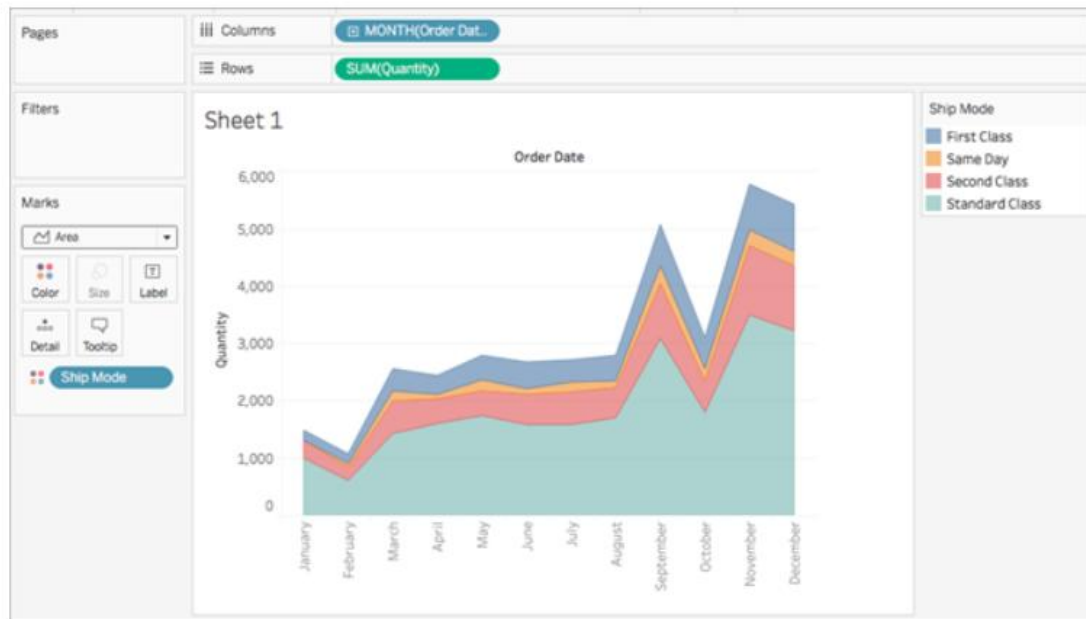 Pages
Columns
MONTH(Order Dat..
Rows
SUM(Quantity)
Filters
Marks
Area
Color
Size
Label
Detail
Tooltip
Ship Mode
Sheet 1
Order Date
Quantity
6,000
5,000
4,000
3,000
2,000
1,000
0
January
February
March
April
May
June
July
August
September
October
November
December
Ship Mode
First Class
Same Day
Second Class
Standard Class